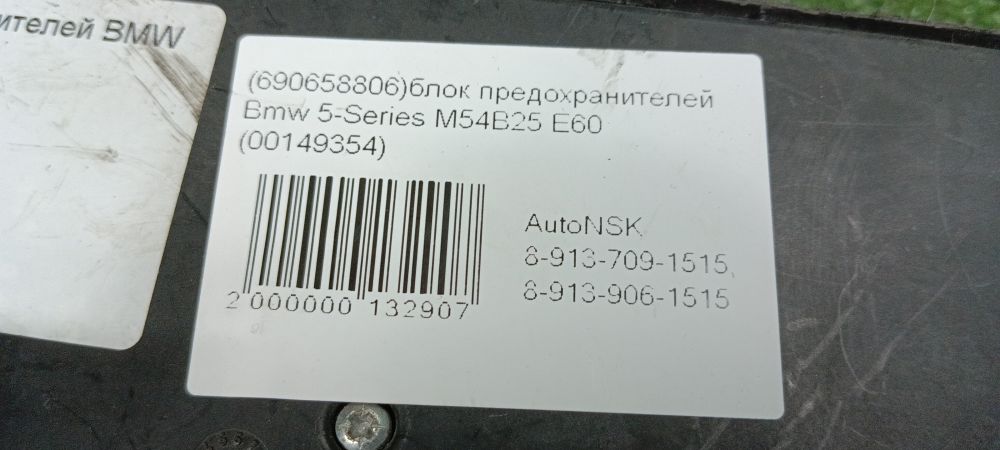 ителей BMW
(690658806)блок предохранителей
Bmw 5-Series M54B25 E60
(00149354)
AutoNSK
8-913-709-1515,
8-913-906-1515
2 000000 132907